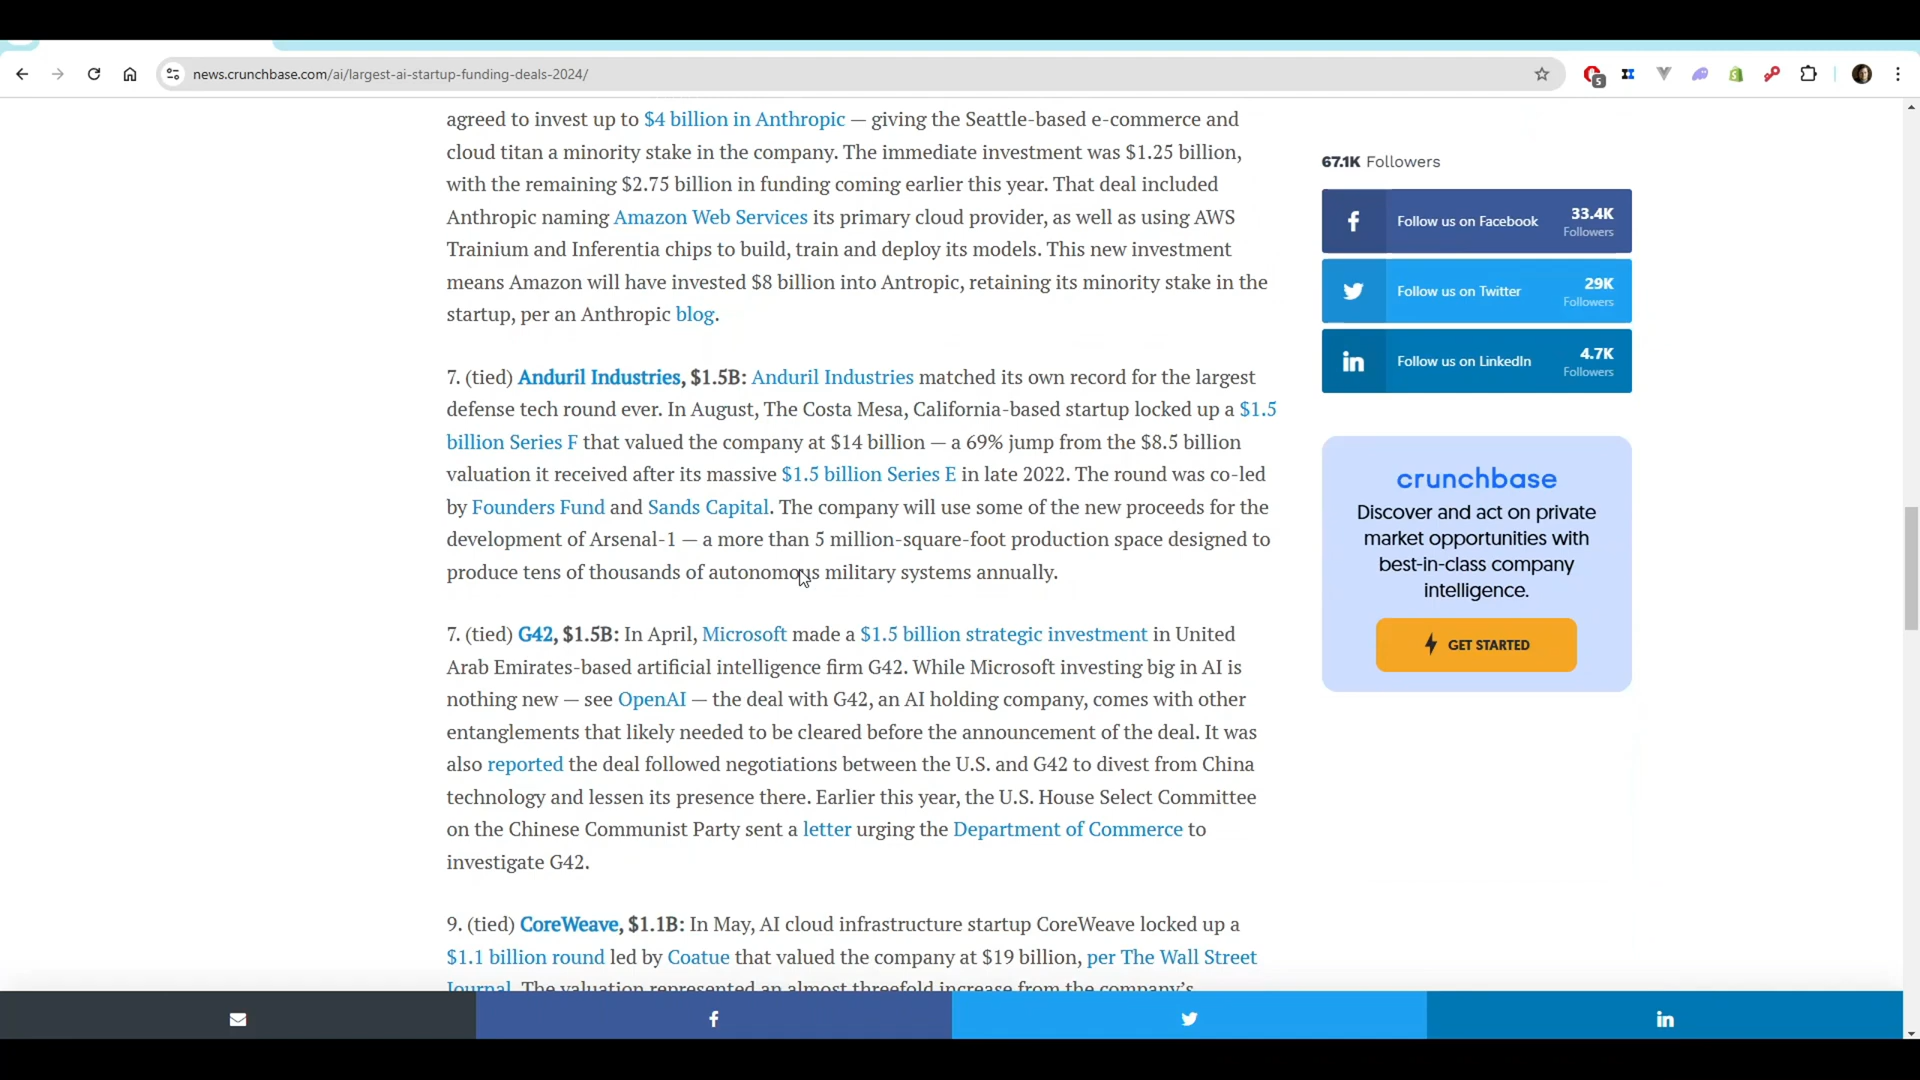 news.crunchbase.com/ai/largest-ai-startup-funding-deals-2024/
5
agreed to invest up to $4 billion in Anthropic — giving the Seattle-based e-commerce and
cloud titan a minority stake in the company. The immediate investment was $1.25 billion,
with the remaining $2.75 billion in funding coming earlier this year. That deal included
Anthropic naming Amazon Web Services its primary cloud provider, as well as using AWS
Trainium and Inferentia chips to build, train and deploy its models. This new investment
means Amazon will have invested $8 billion into Antropic, retaining its minority stake in the
startup, per an Anthropic blog.
7. (tied) Anduril Industries, $1.5B: Anduril Industries matched its own record for the largest
defense tech round ever. In August, The Costa Mesa, California-based startup locked up a $1.5
billion Series F that valued the company at $14 billion — a 69% jump from the $8.5 billion
valuation it received after its massive $1.5 billion Series E in late 2022. The round was co-led
by Founders Fund and Sands Capital. The company will use some of the new proceeds for the
development of Arsenal-1 — a more than 5 million-square-foot production space designed to
produce tens of thousands of autonomous military systems annually.
7. (tied) G42, $1.5B: In April, Microsoft made a $1.5 billion strategic investment in United
Arab Emirates-based artificial intelligence firm G42. While Microsoft investing big in AI is
nothing new — see OpenAI — the deal with G42, an AI holding company, comes with other
entanglements that likely needed to be cleared before the announcement of the deal. It was
also reported the deal followed negotiations between the U.S. and G42 to divest from China
technology and lessen its presence there. Earlier this year, the U.S. House Select Committee
on the Chinese Communist Party sent a letter urging the Department of Commerce to
investigate G42.
9. (tied) CoreWeave, $1.1B: In May, AI cloud infrastructure startup CoreWeave locked up a
$1.1 billion round led by Coatue that valued the company at $19 billion, per The Wall Street
Journal. The valuation represented an almost threefold increase from the company's
67.1K Followers
Follow us on Facebook 33.4K
Followers
Follow us on Twitter 29K
Followers
Follow us on LinkedIn 4.7K
Followers
crunchbase
Discover and act on private
market opportunities with
best-in-class company
intelligence.
GET STARTED